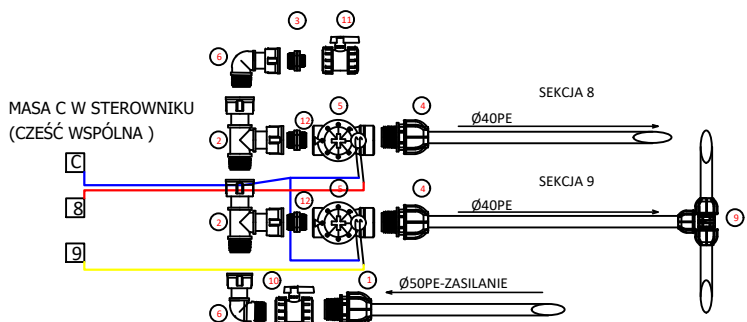 3
11
6
5
4
SEKCJA 8
MASA C W STEROWNIKU
(CZEŚĆ WSPÓLNA )
12
Ø40PE
2
C
5
4
SEKCJA 9
8
12
Ø40PE
2
9
9
10
1
Ø50PE-ZASILANIE
6